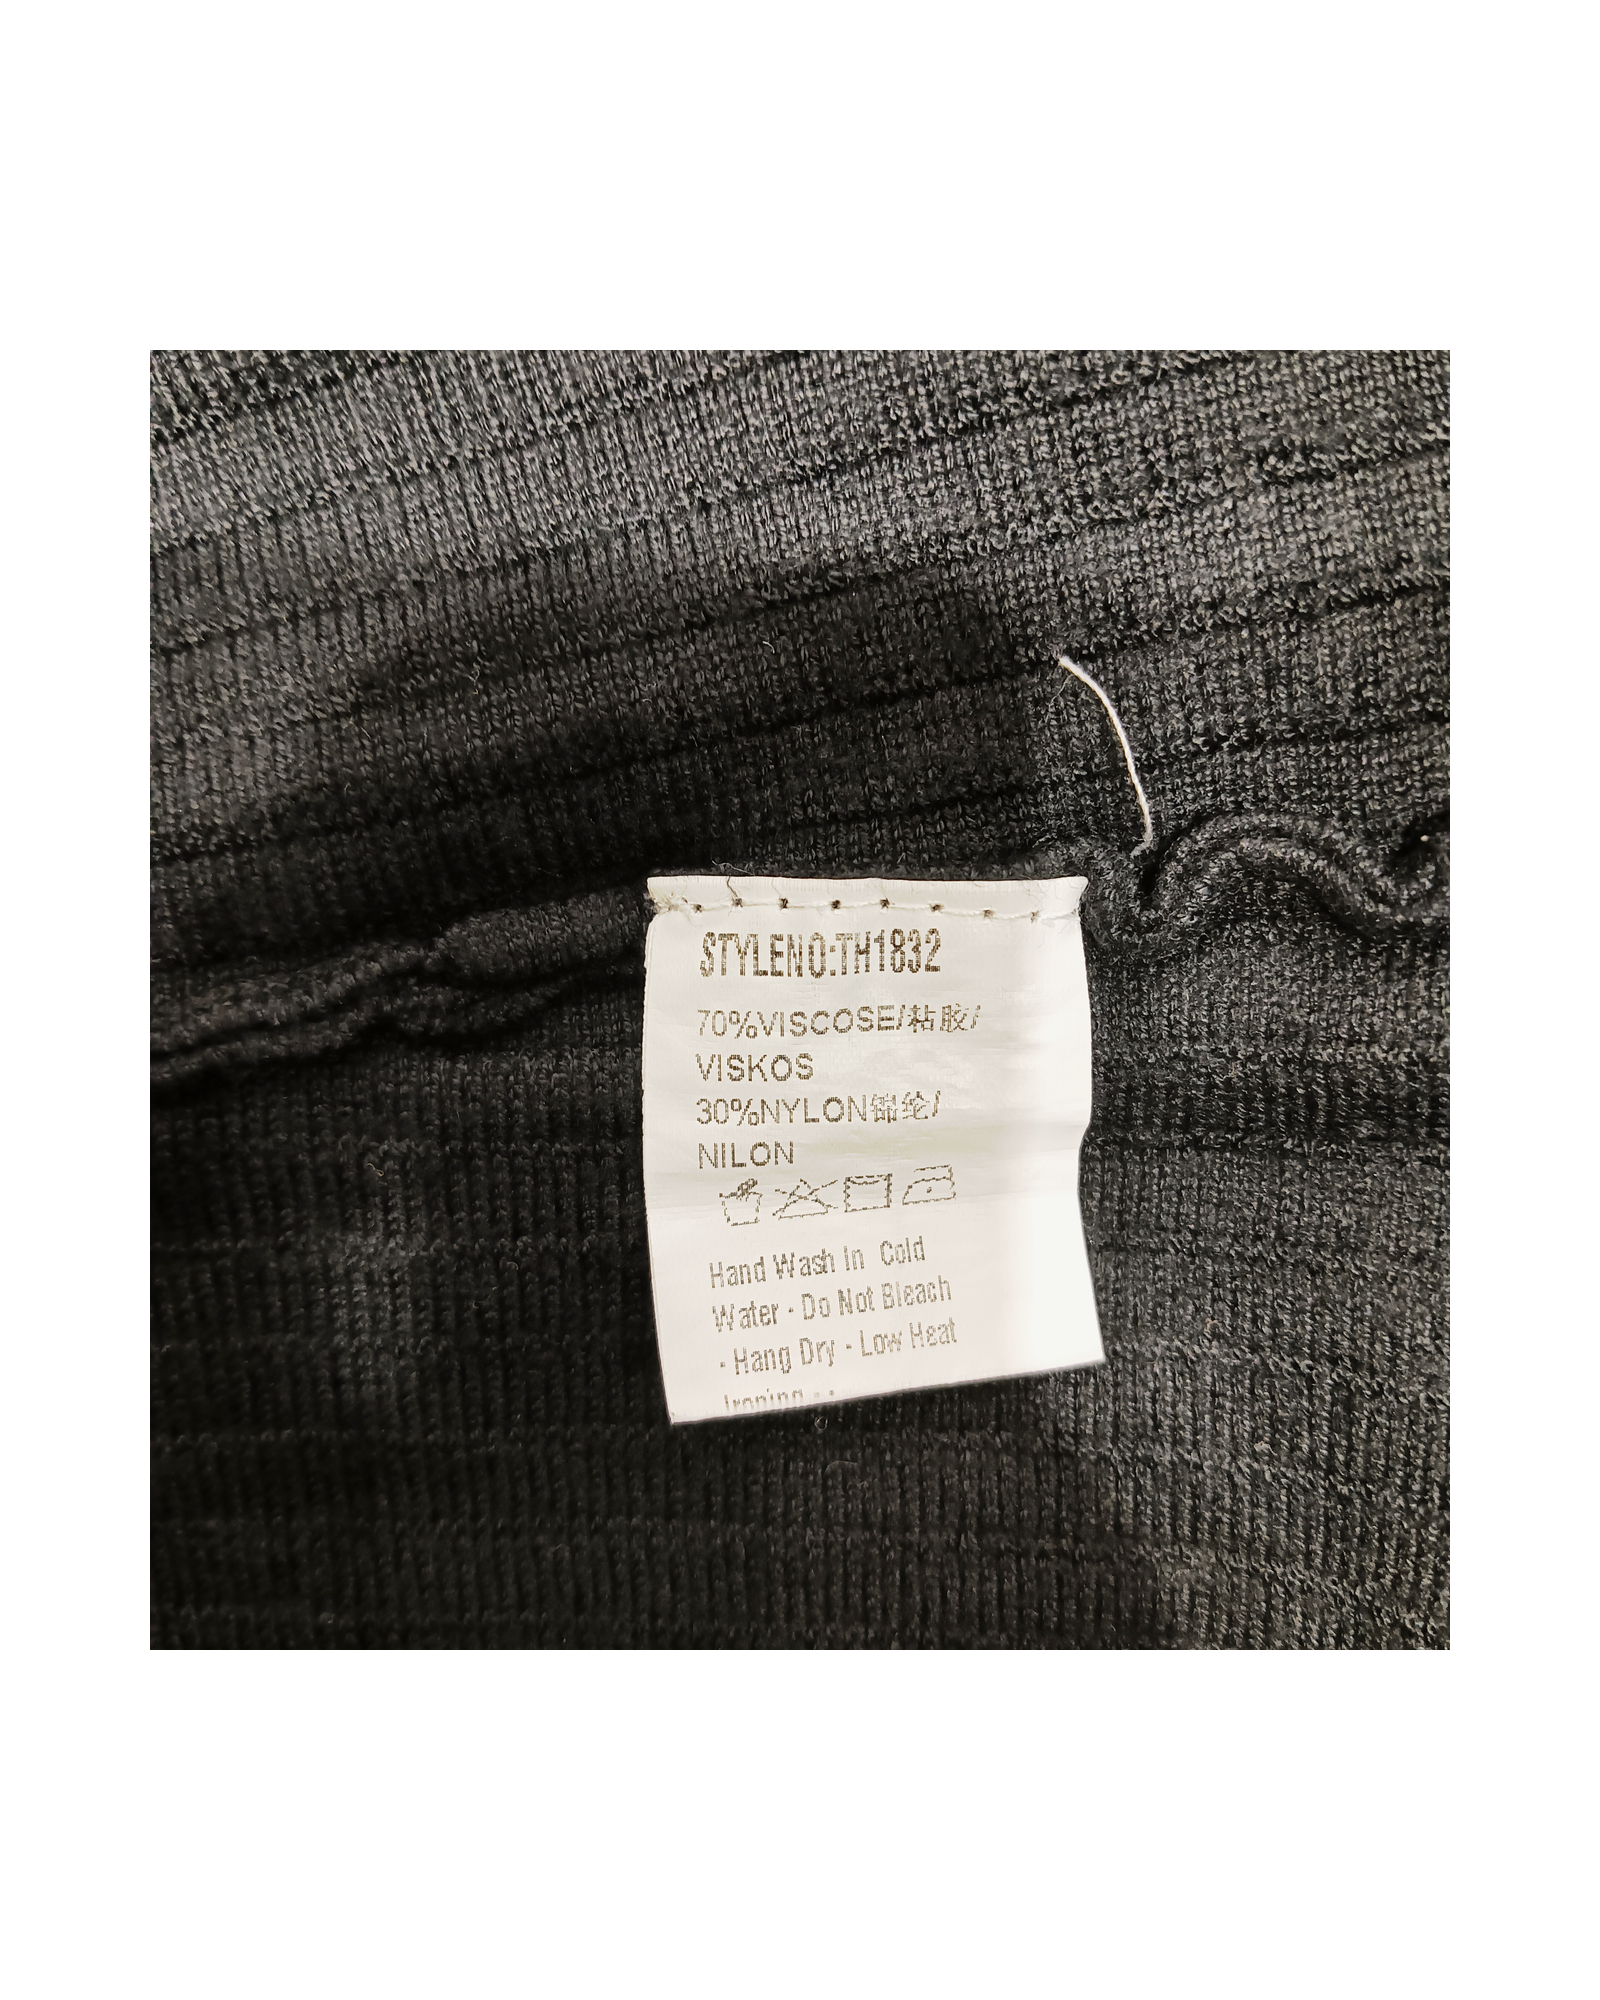 STYLENO:TH1832
70%VISCOSE/粘胶/
VISKOS
30%NYLON锦纶/
NILON
Hand Wash In Cold
Water · Do Not Bleach
· Hang Dry · Low Heat
Ironing · ·